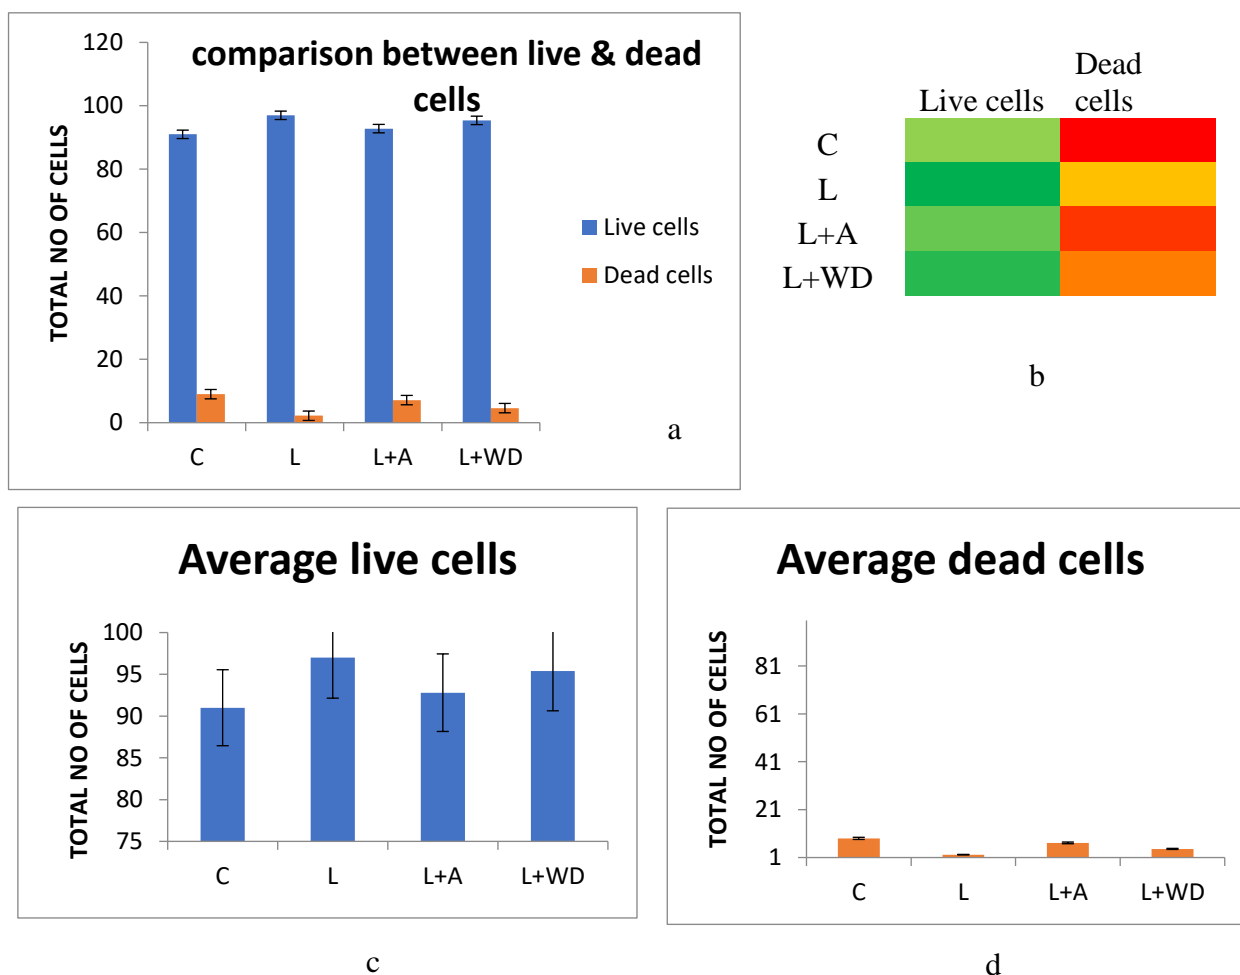 comparison between live & dead
cells
TOTAL NO OF CELLS
120
100
80
60
40
20
0
C L L+A L+WD
Live cells
Dead cells
a
Dead
Live cells cells
C
L
L+A
L+WD
b
Average live cells
TOTAL NO OF CELLS
100
95
90
85
80
75
C L L+A L+WD
c
Average dead cells
TOTAL NO OF CELLS
81
61
41
21
1
C L L+A L+WD
d